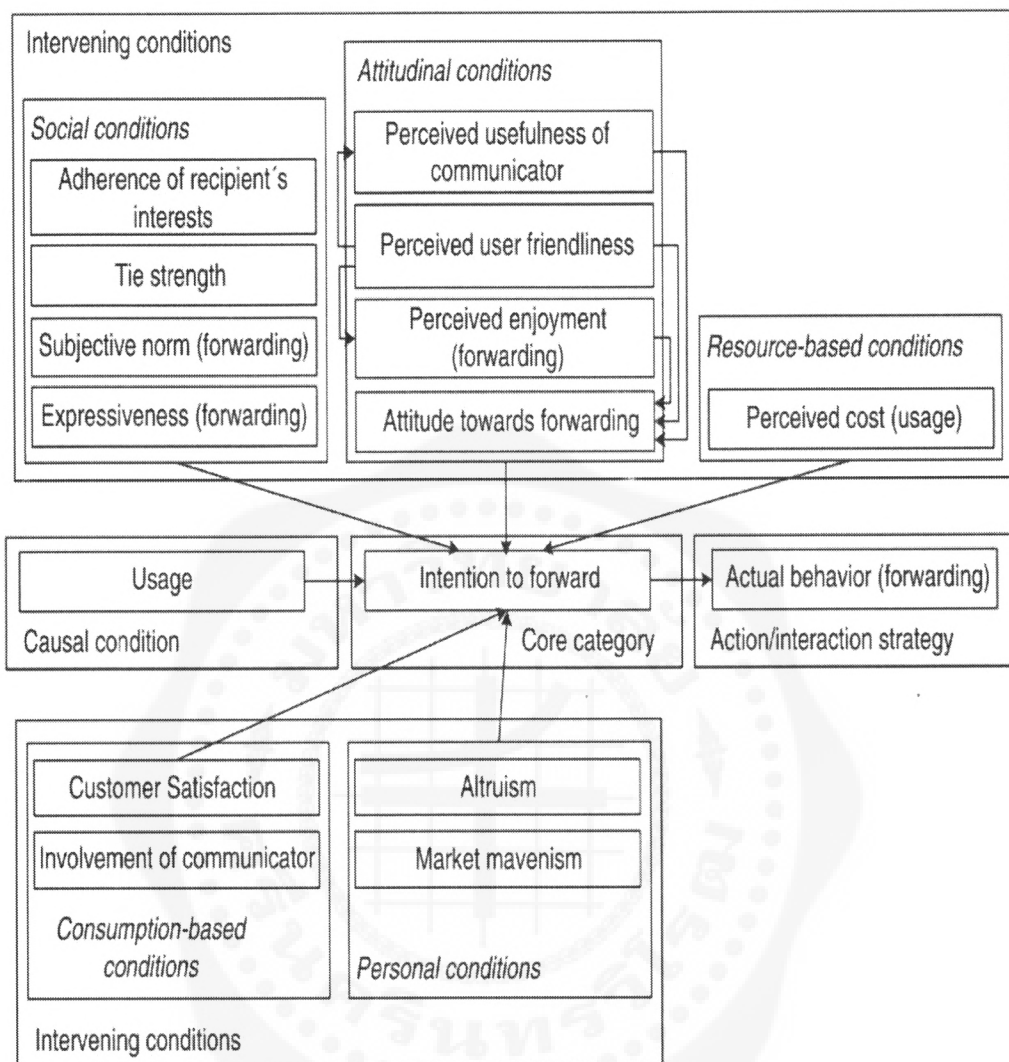 Intervening conditions
Social conditions
Adherence of recipient´s
interests
Tie strength
Subjective norm (forwarding)
Expressiveness (forwarding)
Attitudinal conditions
Perceived usefulness of
communicator
Perceived user friendliness
Perceived enjoyment
(forwarding)
Attitude towards forwarding
Resource-based conditions
Perceived cost (usage)
Usage
Causal condition
Intention to forward
Core category
Actual behavior (forwarding)
Action/interaction strategy
Customer Satisfaction
Involvement of communicator
Consumption-based
conditions
Altruism
Market mavenism
Personal conditions
Intervening conditions